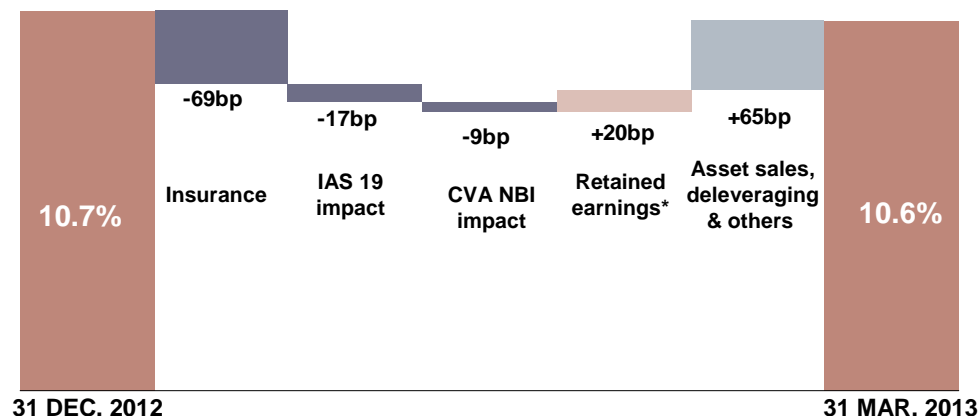 -69bp
-17bp
-9bp
+20bp
+65bp
Insurance
IAS 19
impact
CVA NBI
impact
Retained
earnings*
Asset sales,
deleveraging
& others
10.7%
10.6%
31 DEC. 2012
31 MAR. 2013